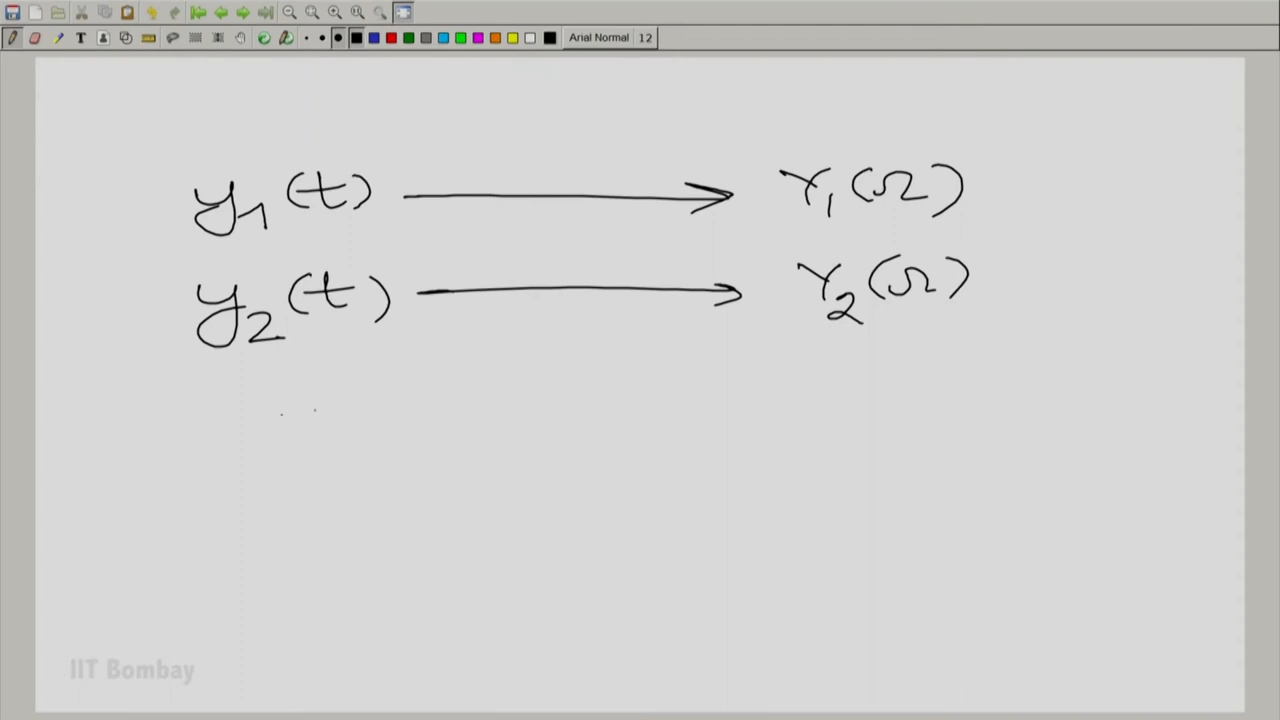 Arial Normal 12
y₁(t) ⟶ Y₁(Ω)
y₂(t) ⟶ Y₂(Ω)
IIT Bombay